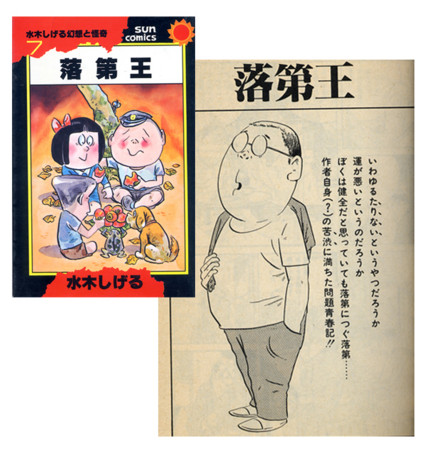 水木しげる幻想と怪奇
7
sun
comics
落第王
水木しげる
落第王
いわゆるたりないというやつだろうか
運が悪いというのだろうか
ぼくは健全だと思っていても落第につぐ落第……
作者自身(?)の苦渋に満ちた問題青春記!!